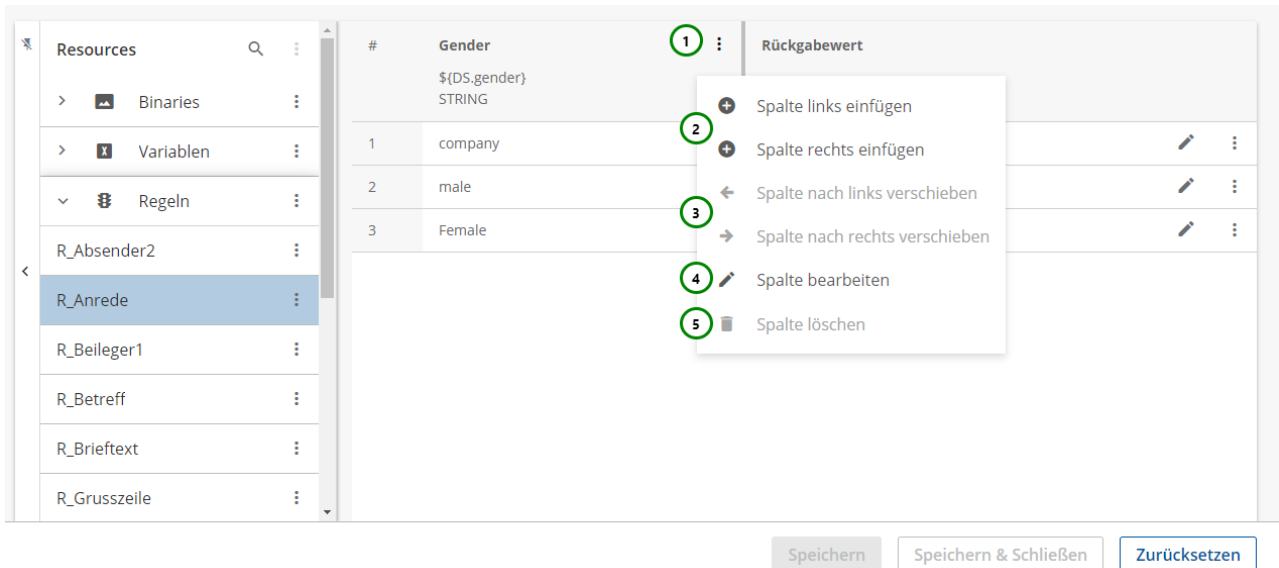 Resources
Binaries
X Variablen
Regeln
R_Absender2
R_Anrede
R_Beileger1
R_Betreff
R_Brieftext
R_Grusszeile
# Gender 1 Rückgabewert
${DS.gender}
STRING
1 company
2 male
3 Female
Spalte links einfügen
2
Spalte rechts einfügen
Spalte nach links verschieben
3
Spalte nach rechts verschieben
4 Spalte bearbeiten
5 Spalte löschen
Speichern Speichern & Schließen Zurücksetzen